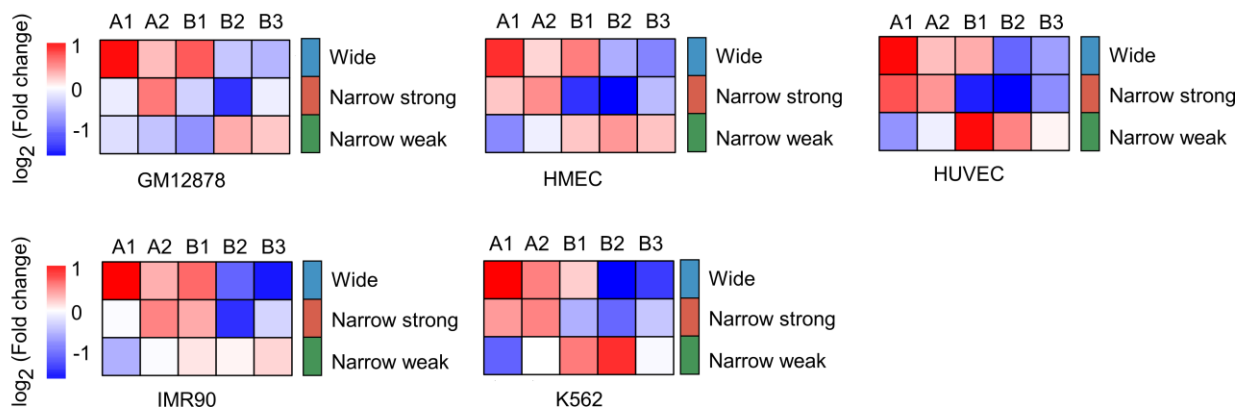 A1 A2 B1 B2 B3
1
0
-1
log2 (Fold change)
Wide
Narrow strong
Narrow weak
GM12878
A1 A2 B1 B2 B3
Wide
Narrow strong
Narrow weak
HMEC
A1 A2 B1 B2 B3
Wide
Narrow strong
Narrow weak
HUVEC
A1 A2 B1 B2 B3
1
0
-1
log2 (Fold change)
Wide
Narrow strong
Narrow weak
IMR90
A1 A2 B1 B2 B3
Wide
Narrow strong
Narrow weak
K562